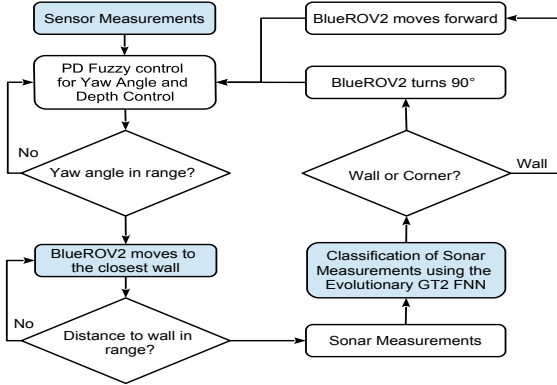 Sensor Measurements
PD Fuzzy control
for Yaw Angle and
Depth Control
No
Yaw angle in range?
BlueROV2 moves to
the closest wall
No
Distance to wall in
range?
BlueROV2 moves forward
BlueROV2 turns 90°
Wall or Corner?
Wall
Classification of Sonar
Measurements using the
Evolutionary GT2 FNN
Sonar Measurements